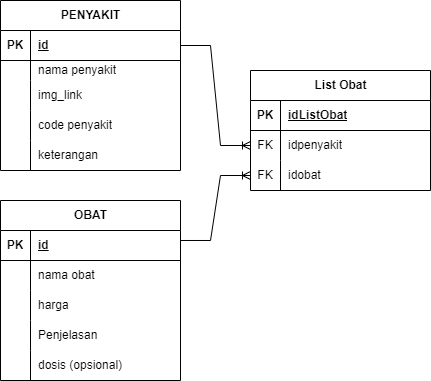 PENYAKIT
PK id
nama penyakit
img_link
code penyakit
keterangan
List Obat
PK idListObat
FK idpenyakit
FK idobat
OBAT
PK id
nama obat
harga
Penjelasan
dosis (opsional)